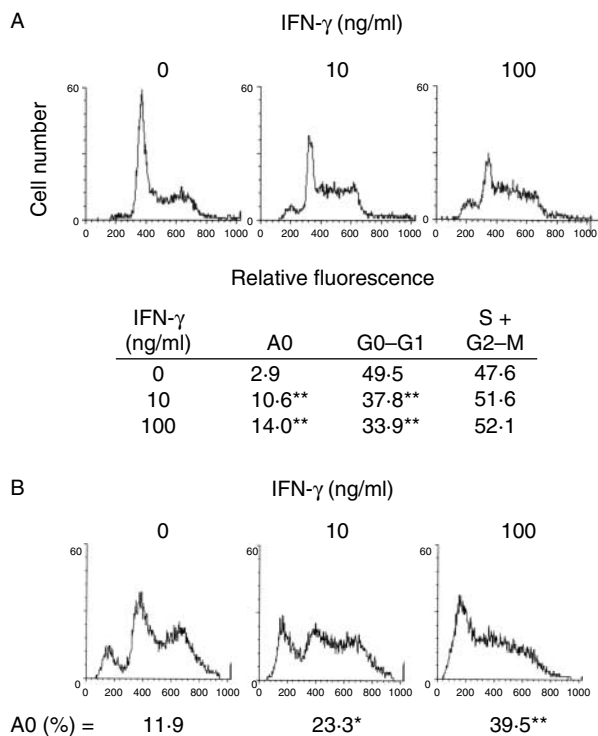 A
IFN-γ (ng/ml)
0 10 100
Cell number
60 60 60
0 0 0
0 200 400 600 800 1000 0 200 400 600 800 1000 0 200 400 600 800 1000
Relative fluorescence
IFN-γ (ng/ml) A0 G0–G1 S + G2–M
0 2·9 49·5 47·6
10 10·6** 37·8** 51·6
100 14·0** 33·9** 52·1
B
IFN-γ (ng/ml)
0 10 100
60 60 60
0 0 0
0 200 400 600 800 1000 0 200 400 600 800 1000 0 200 400 600 800 1000
A0 (%) = 11·9 23·3* 39·5**